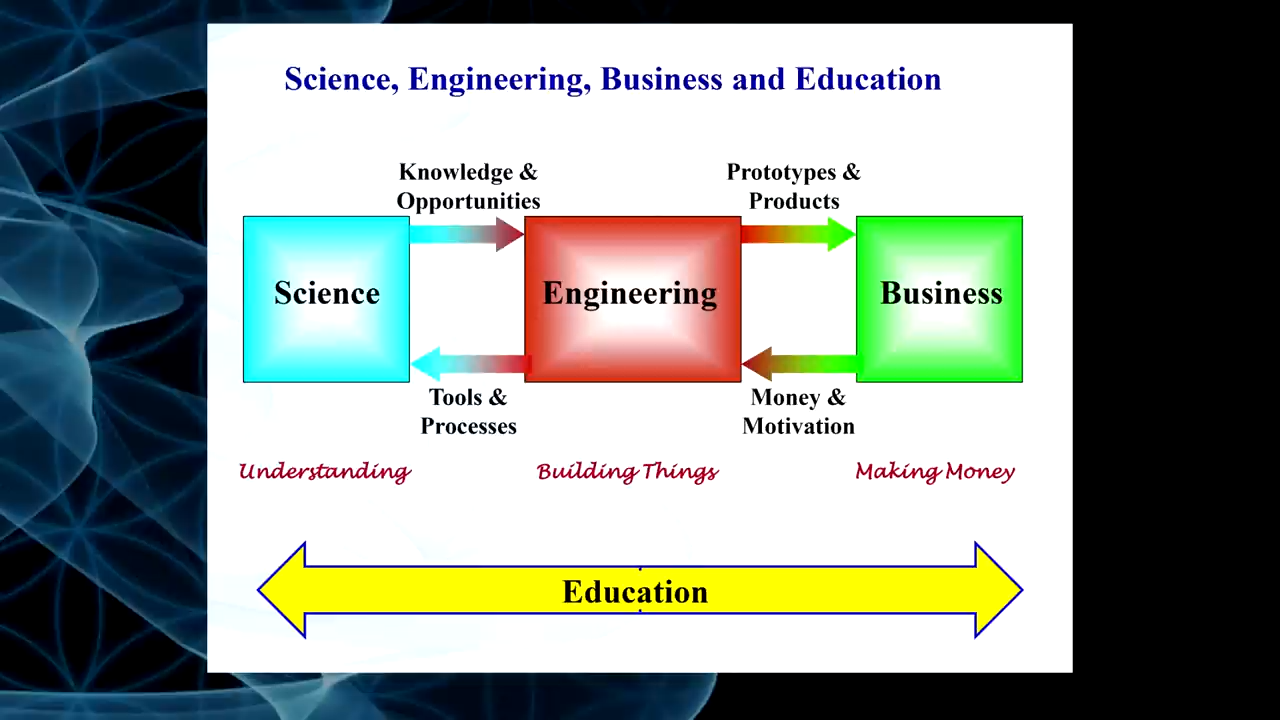 Science, Engineering, Business and Education
Knowledge &
Opportunities
Prototypes &
Products
Science
Engineering
Business
Tools &
Processes
Money &
Motivation
Understanding
Building Things
Making Money
Education